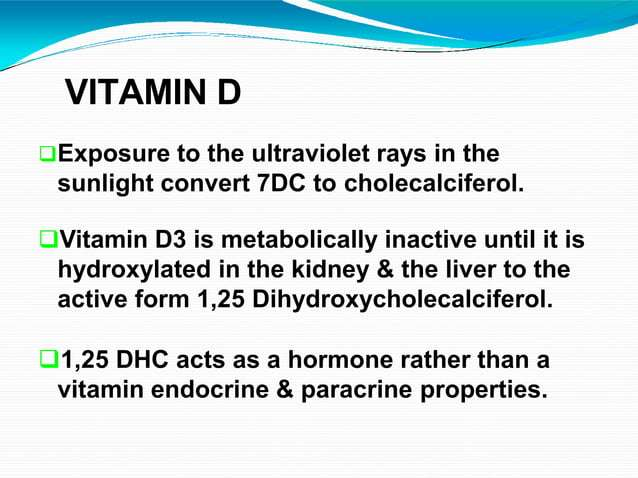 VITAMIN D
Exposure to the ultraviolet rays in the
sunlight convert 7DC to cholecalciferol.
Vitamin D3 is metabolically inactive until it is
hydroxylated in the kidney & the liver to the
active form 1,25 Dihydroxycholecalciferol.
1,25 DHC acts as a hormone rather than a
vitamin endocrine & paracrine properties.